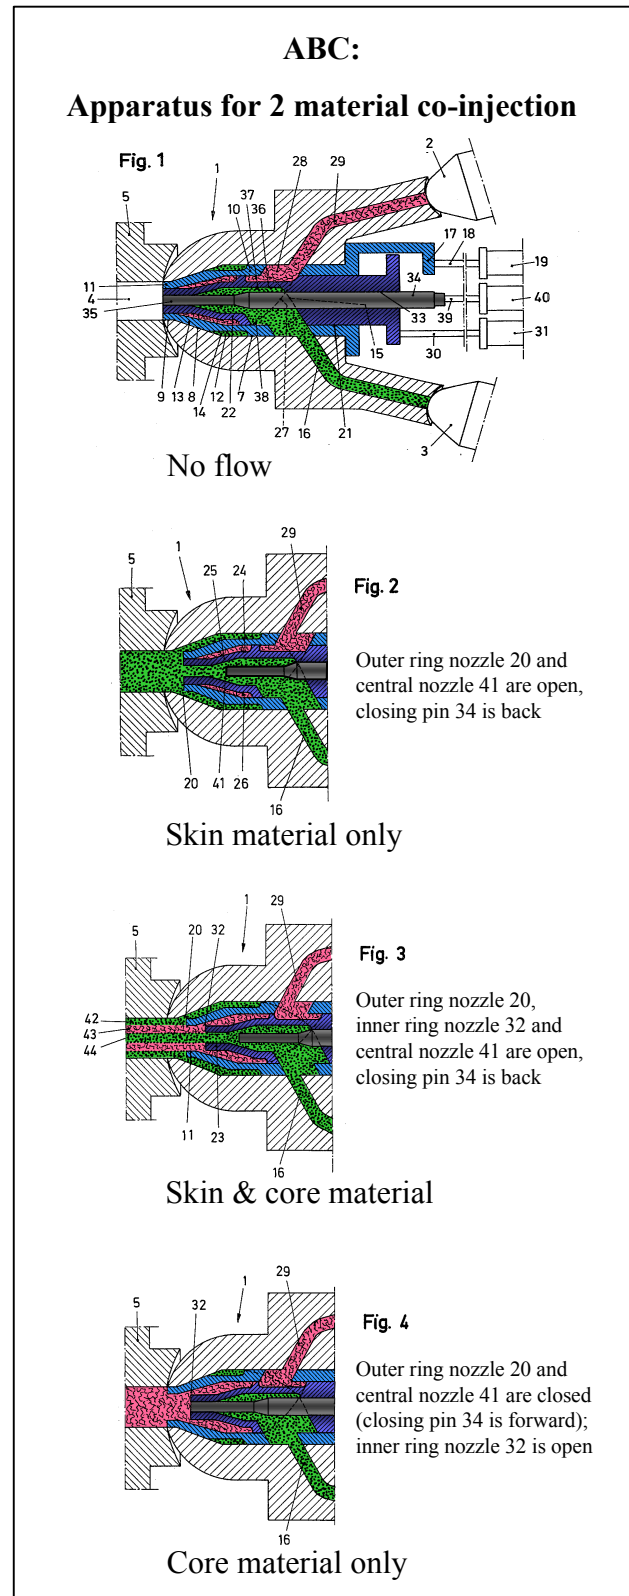 ABC:
Apparatus for 2 material co-injection
Fig. 1
1
28
29
2
5
37
10
36
17 18
11
4
35
34
19
33
39
40
15
30
31
9 13 8
14
12
22
7
38
27
16
21
3
No flow
5
1
25
24
29
Fig. 2
Outer ring nozzle 20 and
central nozzle 41 are open,
closing pin 34 is back
20
41
26
16
Skin material only
5
20
32
1
29
Fig. 3
42
43
44
Outer ring nozzle 20,
inner ring nozzle 32 and
central nozzle 41 are open,
closing pin 34 is back
11
23
16
Skin & core material
5
32
1
29
Fig. 4
Outer ring nozzle 20 and
central nozzle 41 are closed
(closing pin 34 is forward);
inner ring nozzle 32 is open
16
Core material only